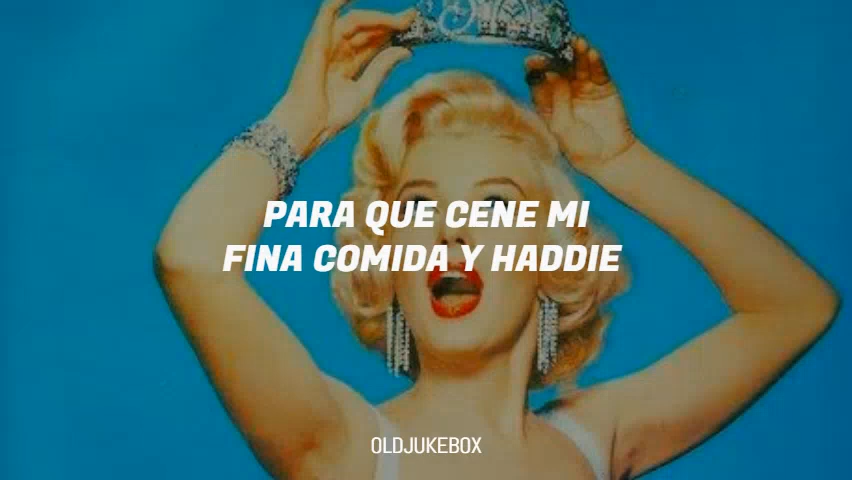 PARA QUE CENE MI
FINA COMIDA Y HADDIE
OLDJUKEBOX